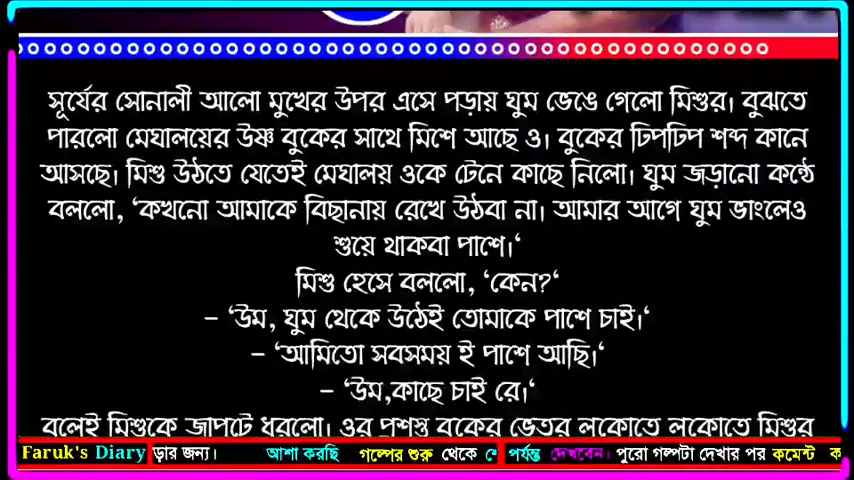 সূর্যের সোনালী আলো মুখের উপর এসে পড়ায় ঘুম ভেঙে গেলো মিশুর। বুঝতে
পারলো মেঘালয়ের উষ্ণ বুকের সাথে মিশে আছে ও। বুকের ঢিপঢিপ শব্দ কানে
আসছে। মিশু উঠতে যেতেই মেঘালয় ওকে টেনে কাছে নিলো। ঘুম জড়ানো কন্ঠে
বললো, ‘কখনো আমাকে বিছানায় রেখে উঠবা না। আমার আগে ঘুম ভাংলেও
শুয়ে থাকবা পাশে।‘
মিশু হেসে বললো, ‘কেন?‘
– ‘উম, ঘুম থেকে উঠেই তোমাকে পাশে চাই।‘
– ‘আমিতো সবসময় ই পাশে আছি।‘
– ‘উম,কাছে চাই রে।‘
বলেই মিশুকে জাপটে ধরলো। ওর প্রশস্ত বুকের ভেতর লুকোতে লুকোতে মিশুর
Faruk's Diary ড়ার জন্য। আশা করছি গল্পের শুরু থেকে শে পর্যন্ত দেখবেন। পুরো গল্পটা দেখার পর কমেন্ট ক